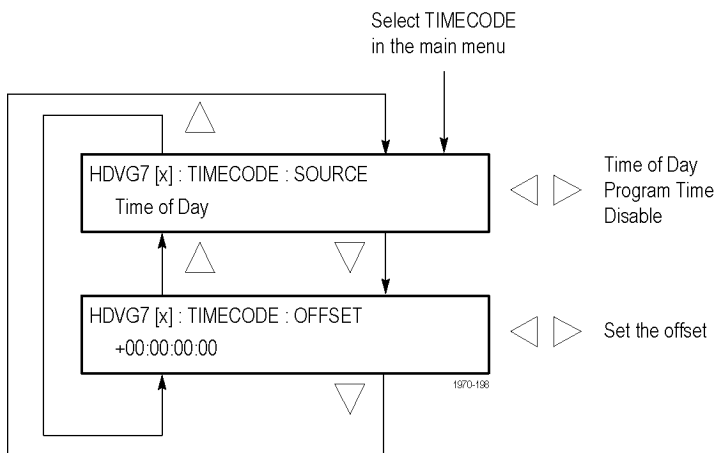 Select TIMECODE
in the main menu
HDVG7 [x] : TIMECODE : SOURCE
Time of Day
Time of Day
Program Time
Disable
HDVG7 [x] : TIMECODE : OFFSET
+00:00:00:00
Set the offset
1970-198